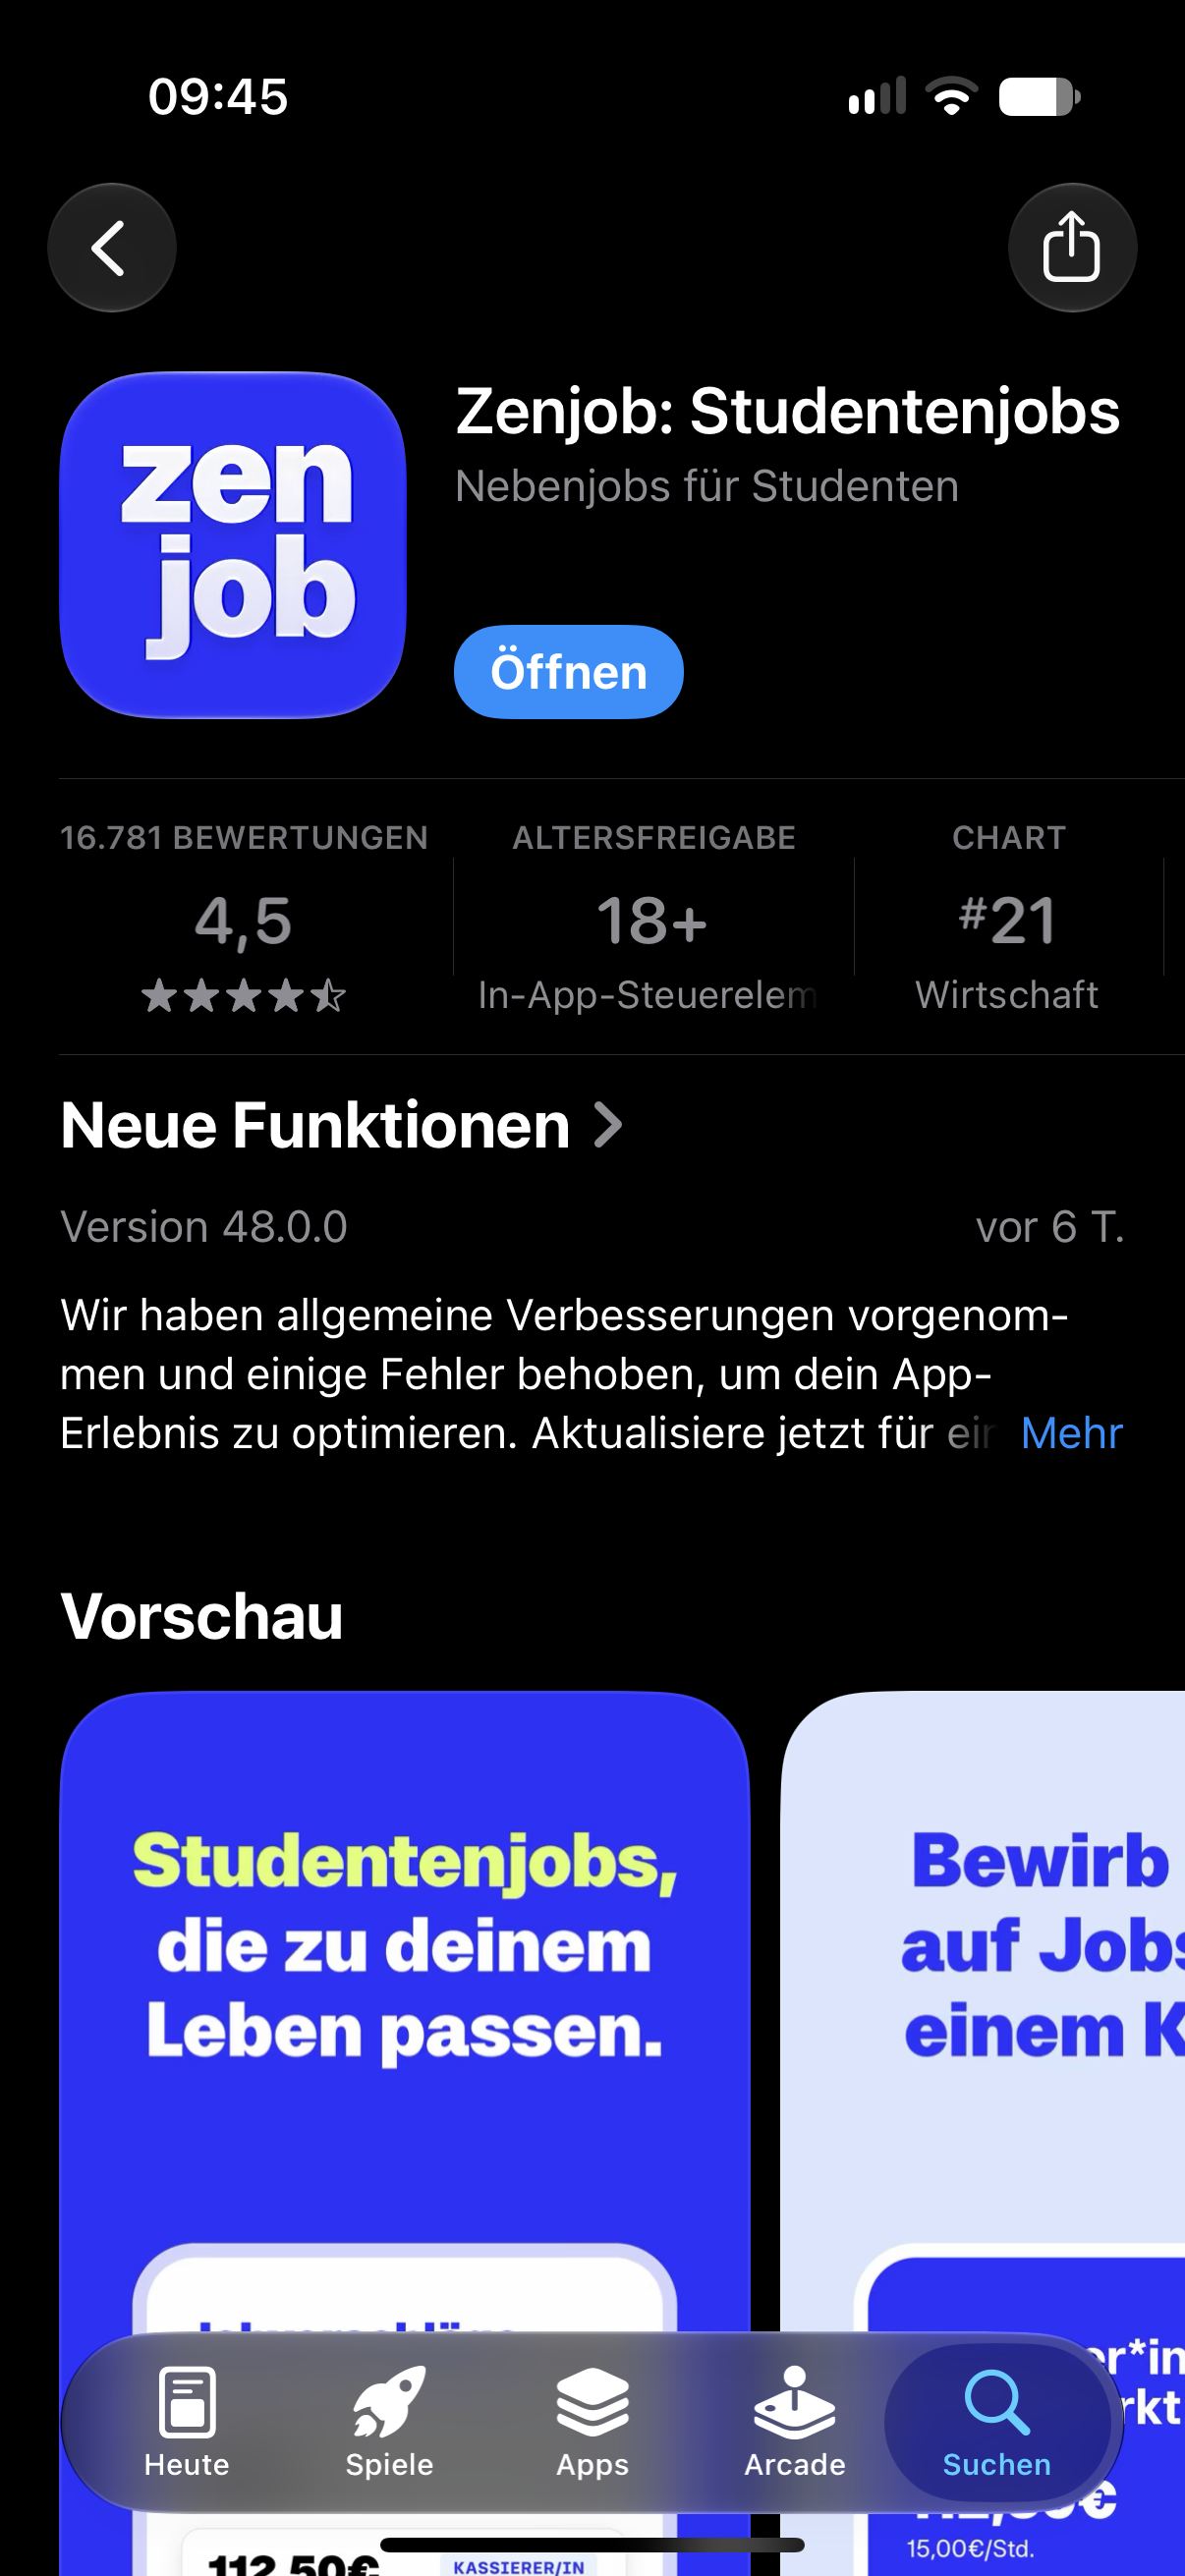 09:45
zen
job
Zenjob: Studentenjobs
Nebenjobs für Studenten
Öffnen
16.781 BEWERTUNGEN
4,5
ALTERSFREIGABE
18+
In-App-Steuerelem
CHART
#21
Wirtschaft
Neue Funktionen
Version 48.0.0
vor 6 T.
Wir haben allgemeine Verbesserungen vorgenom-
men und einige Fehler behoben, um dein App-
Erlebnis zu optimieren. Aktualisiere jetzt für ein Mehr
Vorschau
Studentenjobs,
die zu deinem
Leben passen.
Bewirb
auf Jobs
einem K
Heute
Spiele
Apps
Arcade
Suchen
15,00€/Std.
112,50€
KASSIERER/IN